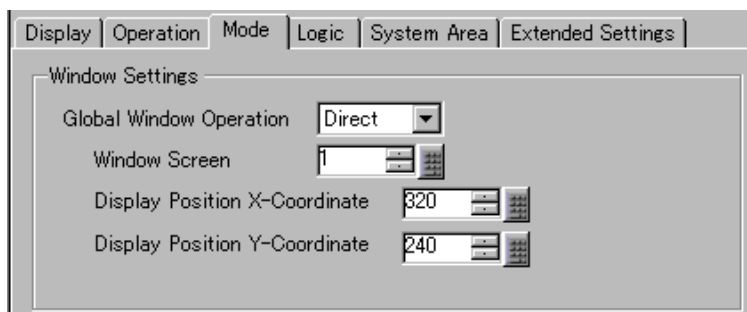 Display Operation Mode Logic System Area Extended Settings
Window Settings
Global Window Operation Direct
Window Screen 1
Display Position X-Coordinate 320
Display Position Y-Coordinate 240